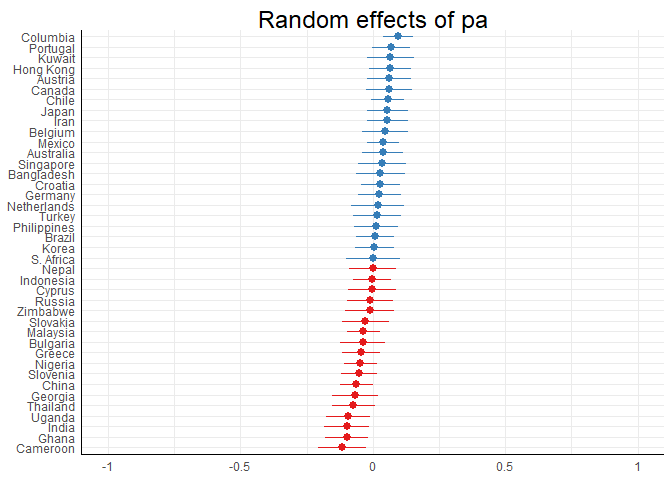 Random effects of pa
Columbia
Portugal
Kuwait
Hong Kong
Austria
Canada
Chile
Japan
Iran
Belgium
Mexico
Australia
Singapore
Bangladesh
Croatia
Germany
Netherlands
Turkey
Philippines
Brazil
Korea
S. Africa
Nepal
Indonesia
Cyprus
Russia
Zimbabwe
Slovakia
Malaysia
Bulgaria
Greece
Nigeria
Slovenia
China
Georgia
Thailand
Uganda
India
Ghana
Cameroon
-1 -0.5 0 0.5 1